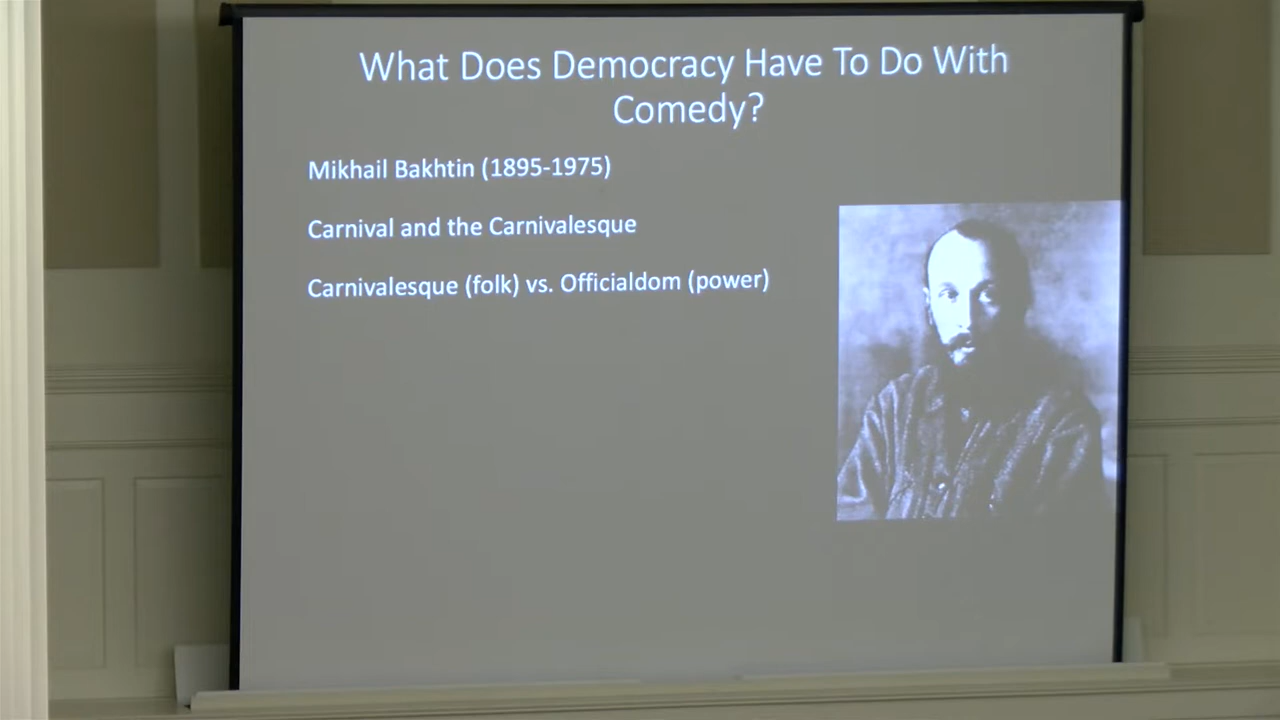 What Does Democracy Have To Do With
Comedy?
Mikhail Bakhtin (1895-1975)
Carnival and the Carnivalesque
Carnivalesque (folk) vs. Officialdom (power)